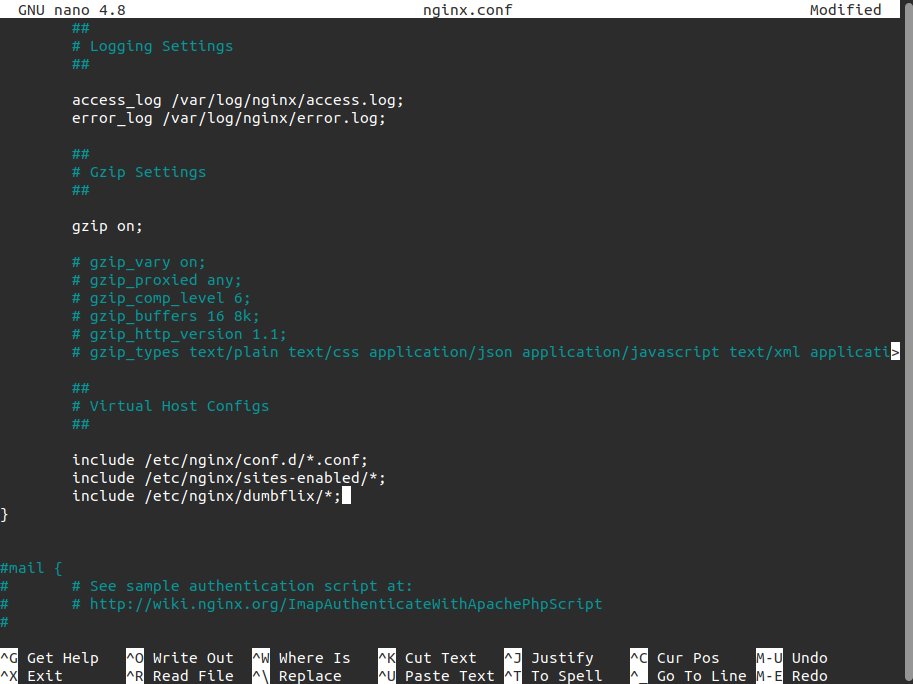 GNU nano 4.8 nginx.conf Modified
##
# Logging Settings
##
access_log /var/log/nginx/access.log;
error_log /var/log/nginx/error.log;
##
# Gzip Settings
##
gzip on;
# gzip_vary on;
# gzip_proxied any;
# gzip_comp_level 6;
# gzip_buffers 16 8k;
# gzip_http_version 1.1;
# gzip_types text/plain text/css application/json application/javascript text/xml applicati>
##
# Virtual Host Configs
##
include /etc/nginx/conf.d/*.conf;
include /etc/nginx/sites-enabled/*;
include /etc/nginx/dumbflix/*;
}
#mail {
# # See sample authentication script at:
# # http://wiki.nginx.org/ImapAuthenticateWithApachePhpScript
#
^G Get Help ^O Write Out ^W Where Is ^K Cut Text ^J Justify ^C Cur Pos M-U Undo
^X Exit ^R Read File ^\ Replace ^U Paste Text ^T To Spell ^_ Go To Line M-E Redo